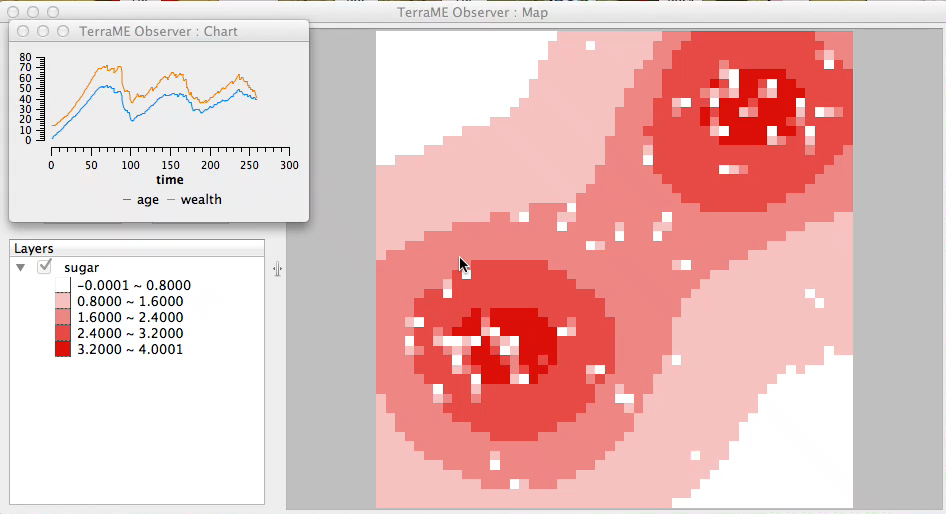 TerraME Observer : Map
TerraME Observer : Chart
80
70
60
50
40
30
20
10
0
0 50 100 150 200 250 300
time
age wealth
Layers
sugar
-0.0001 ~ 0.8000
0.8000 ~ 1.6000
1.6000 ~ 2.4000
2.4000 ~ 3.2000
3.2000 ~ 4.0001